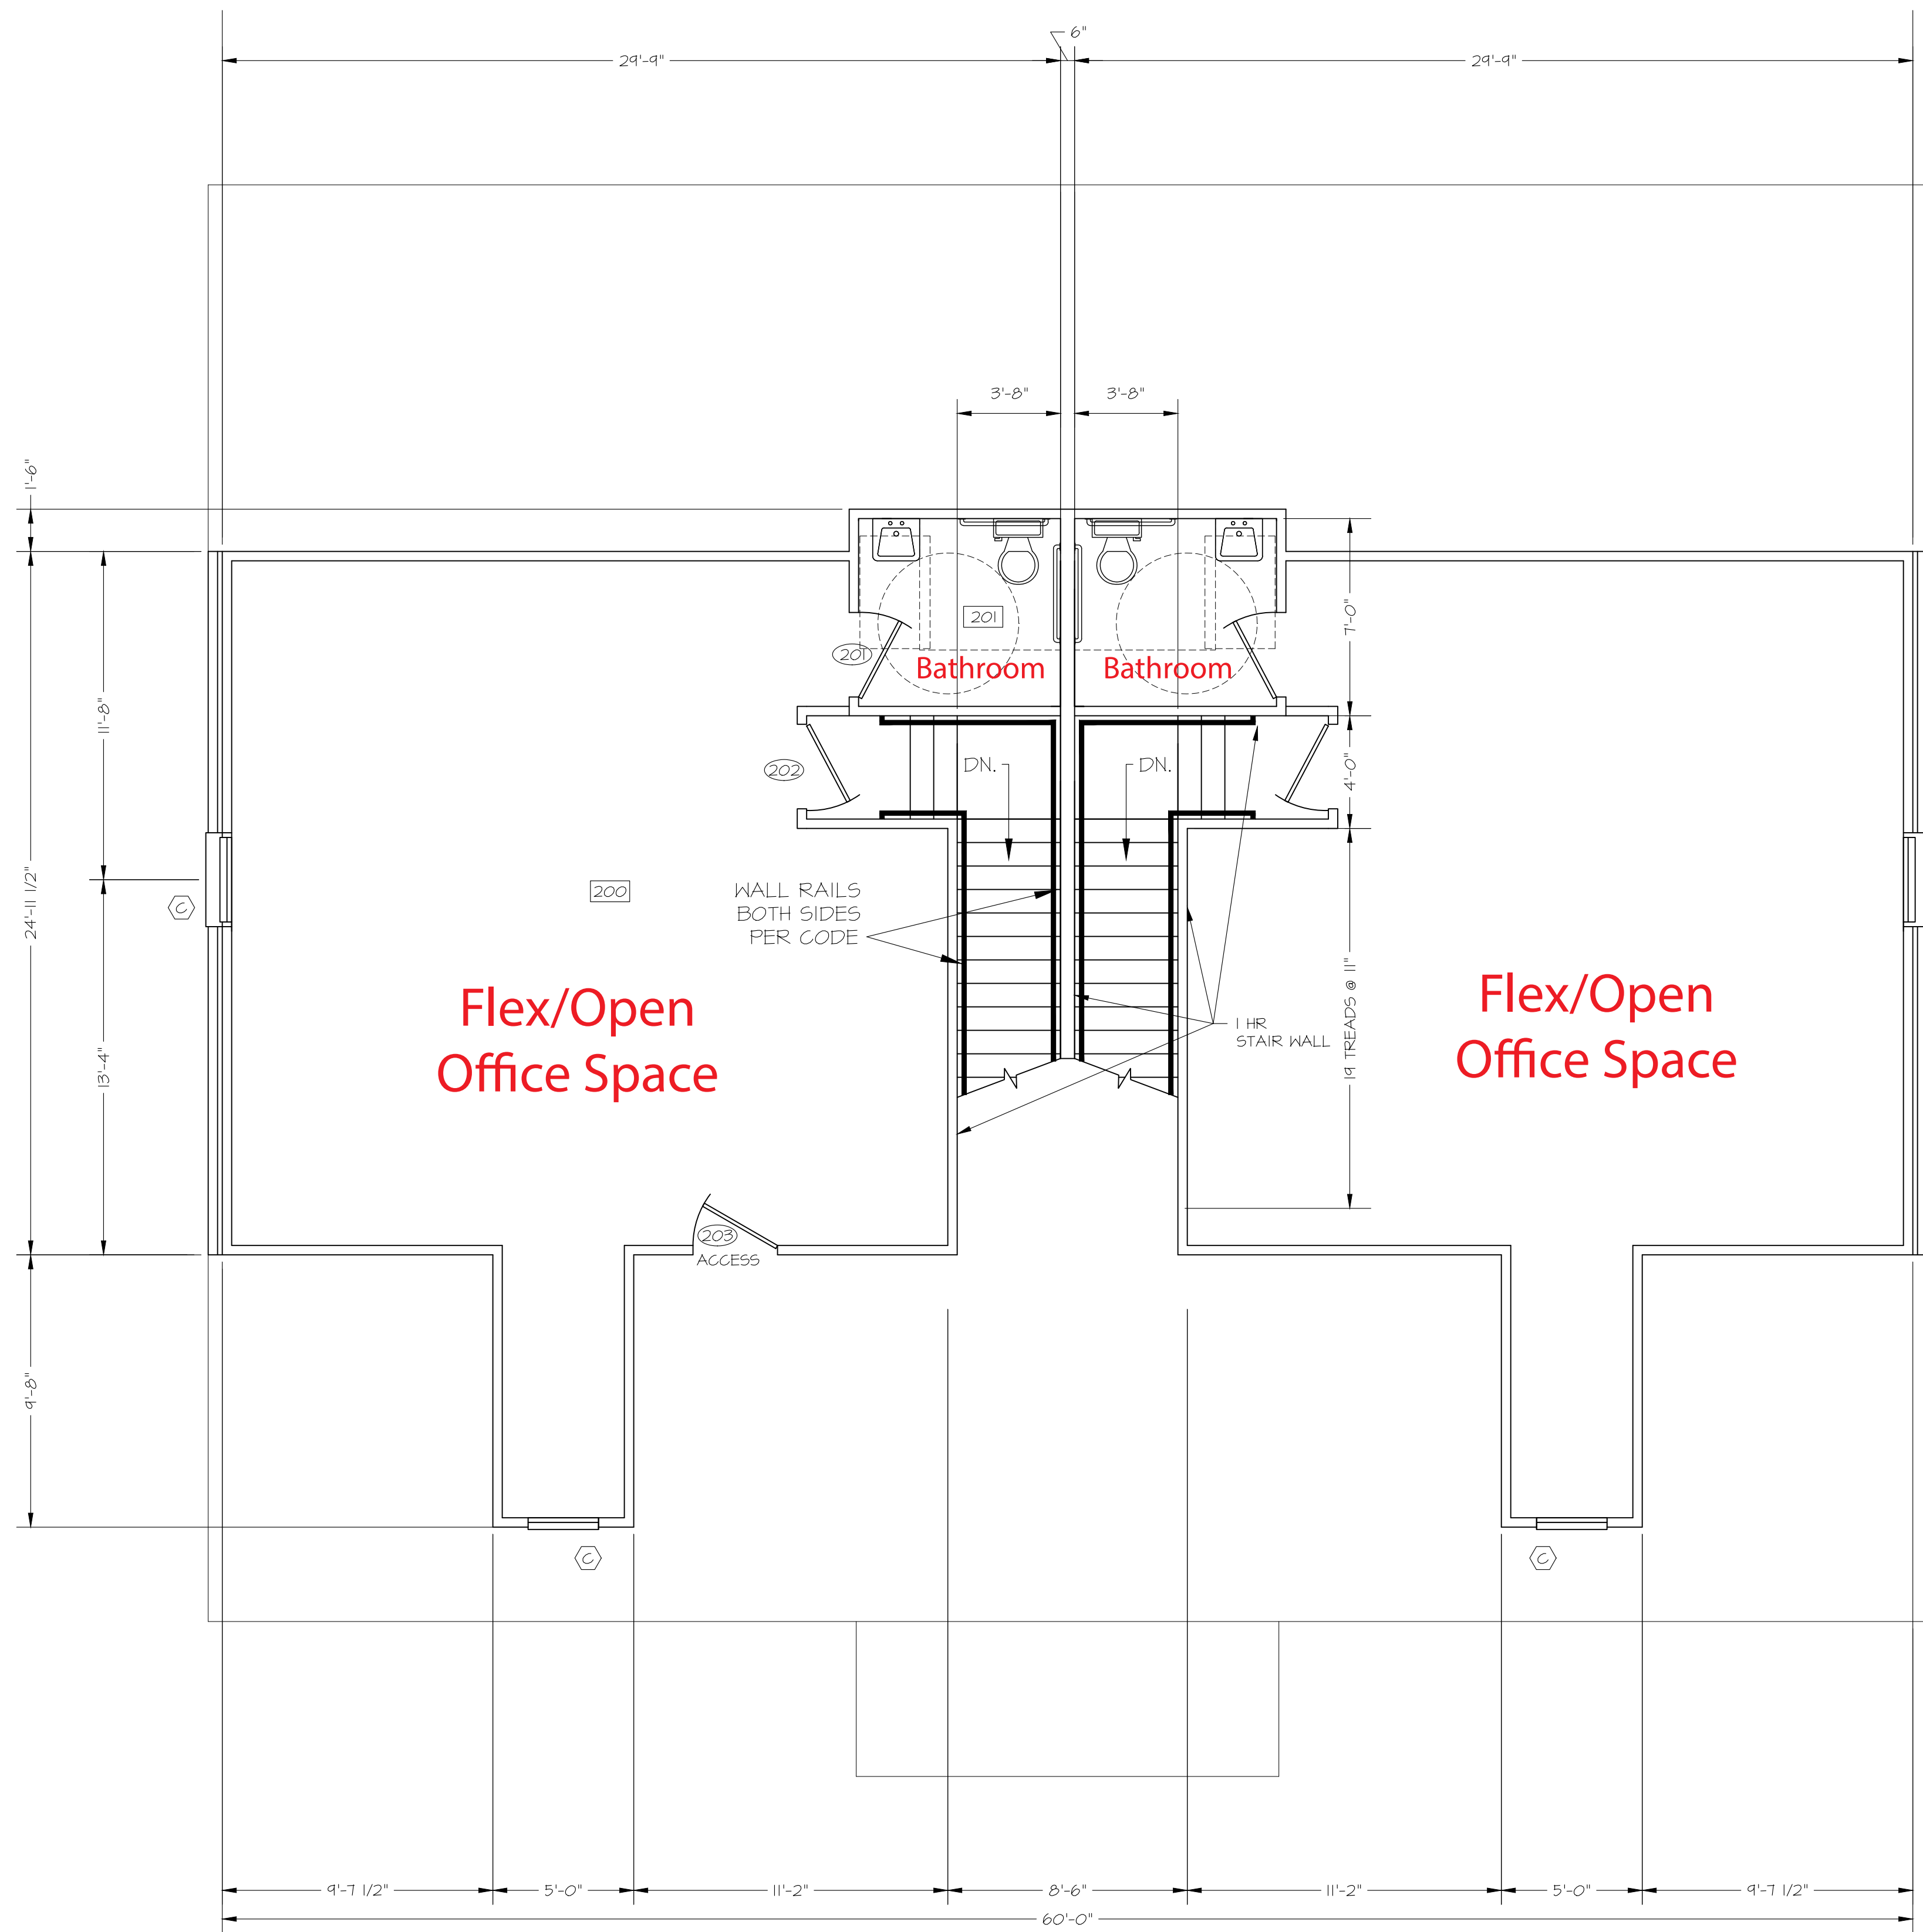 6"
29'-9"
29'-9"
3'-8"
3'-8"
1'-6"
201
7'-0"
201
Bathroom
Bathroom
11'-8"
DN.
DN.
202
4'-0"
24'-11 1/2"
200
WALL RAILS
BOTH SIDES
PER CODE
C
Flex/Open
Office Space
Flex/Open
Office Space
1 HR
STAIR WALL
19 TREADS @ 11"
13'-4"
203
ACCESS
9'-8"
C
C
9'-7 1/2"
5'-0"
11'-2"
8'-6"
11'-2"
5'-0"
9'-7 1/2"
60'-0"